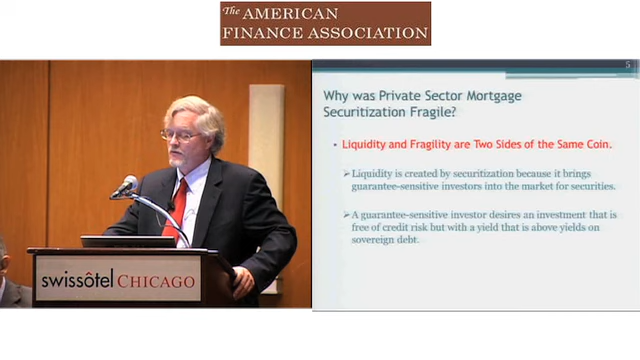 The AMERICAN
FINANCE ASSOCIATION
5
Why was Private Sector Mortgage
Securitization Fragile?
• Liquidity and Fragility are Two Sides of the Same Coin.
➢Liquidity is created by securitization because it brings
guarantee-sensitive investors into the market for securities.
➢A guarantee-sensitive investor desires an investment that is
free of credit risk but with a yield that is above yields on
sovereign debt.
swissôtel CHICAGO